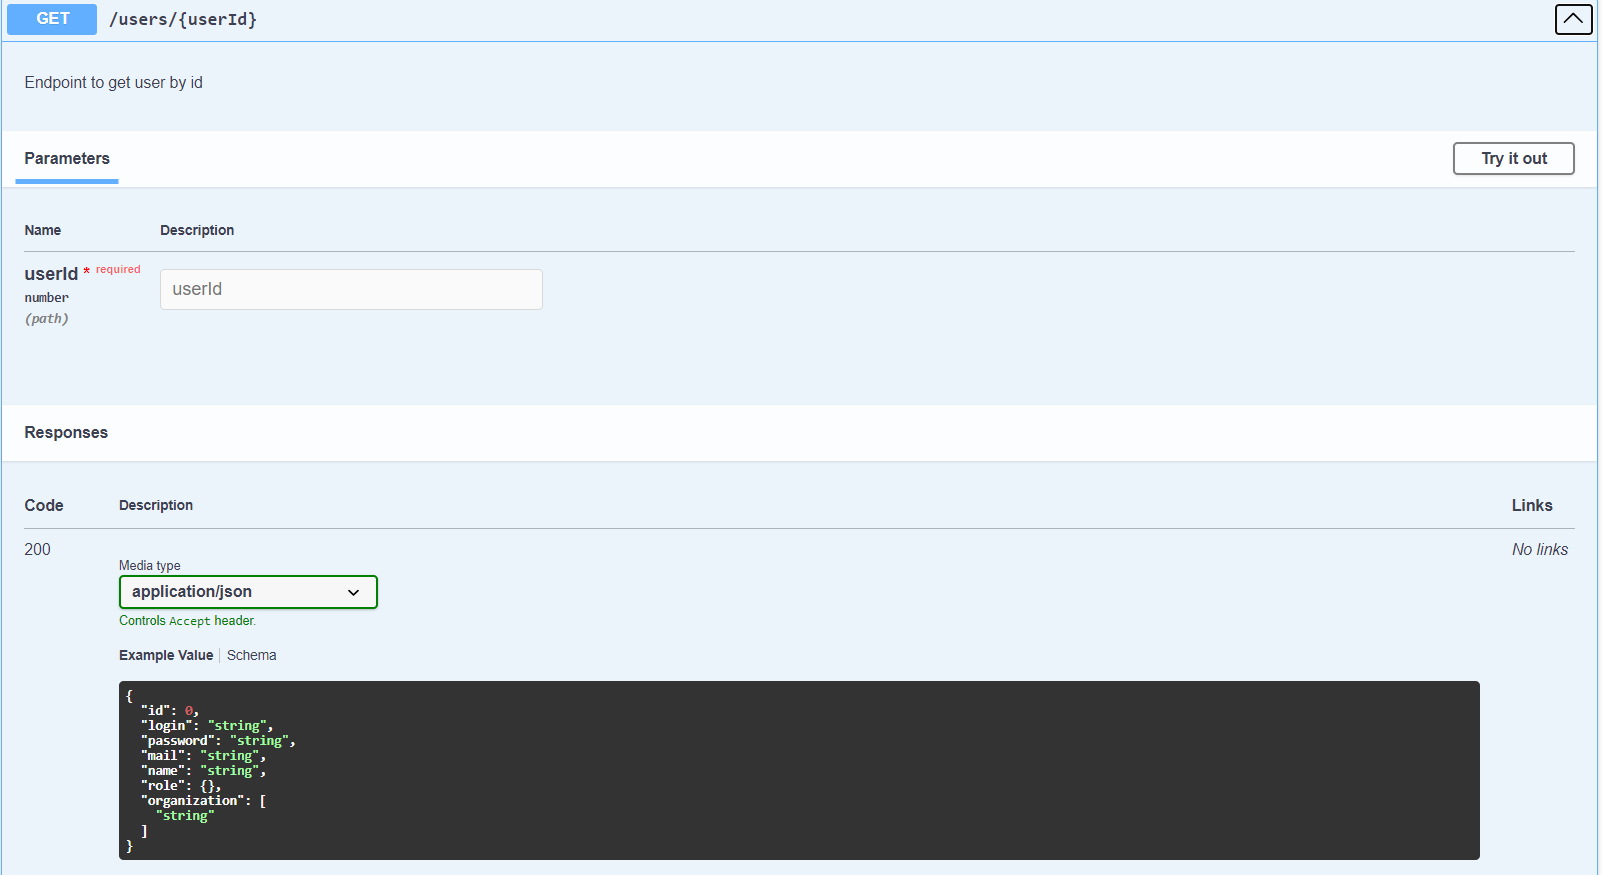 GET /users/{userId}
Endpoint to get user by id
Parameters Try it out
Name Description
userId * required userId
number
(path)
Responses
Code Description Links
200 No links
Media type
application/json
Controls Accept header.
Example Value Schema
{
  "id": 0,
  "login": "string",
  "password": "string",
  "mail": "string",
  "name": "string",
  "role": {},
  "organization": [
    "string"
  ]
}